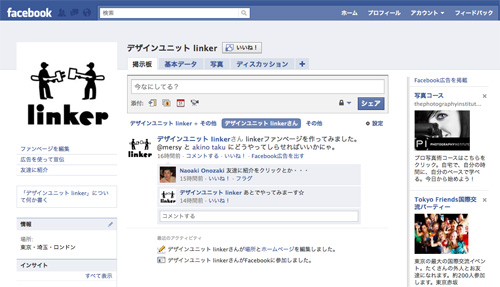 facebook
検索
ホーム プロフィール アカウント フィードバック
linker
ファンページを編集
広告を使って宣伝
友達に紹介
「デザインユニット linker」につい
て何か書く
情報
場所:
東京・埼玉・ロンドン
インサイト
すべて表示
デザインユニット linker いいね！
掲示板 基本データ 写真 ディスカッション +
今なにしてる？
添付:
シェア
デザインユニット linker + その他 デザインユニット linkerさん その他 設定
linker
デザインユニット linkerさん linkerファンページを作ってみました。
@mersy と akino taku にどうやってしらせばいいかにゃ。
16時間前 · コメントする · いいね！ · Facebook広告を出す
Naoaki Onozaki 友達に紹介をクリックとか・・・
15時間前 · いいね！ · フラグ
linker
デザインユニット linker あとでやってみまーす☆
14時間前 · いいね！
コメントする
最近のアクティビティ
デザインユニット linkerさんが場所とホームページを編集しました。
デザインユニット linkerさんがFacebookに参加しました。
Facebook広告を掲載
写真コース
thephotographyinstitut...
PHOTOGRAPHY
INSTITUTE
プロ写真術コースはこちらを
クリック。自宅で、自分の時
間に、自分のペースで学べ
る。今日から始めよう！
Tokyo Friends国際交
流パーティー
東京の最大の国際交流イベン
ト。たくさんの外人とお友
達になれます。約200人参
加します。東京赤坂